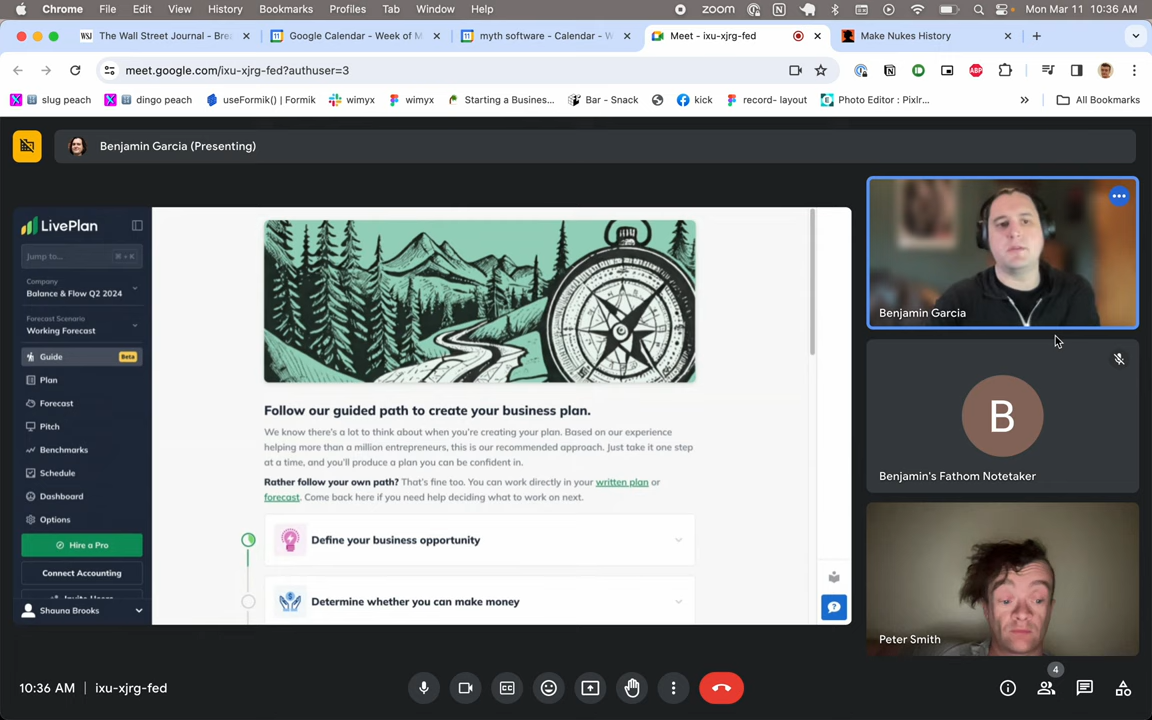 Chrome File Edit View History Bookmarks Profiles Tab Window Help zoom Mon Mar 11 10:36 AM
WSJ The Wall Street Journal - Brea Google Calendar - Week of M myth software - Calendar - W Meet - ixu-xjrg-fed Make Nukes History
meet.google.com/ixu-xjrg-fed?authuser=3
slug peach dingo peach useFormik() | Formik wimyx wimyx Starting a Business... Bar - Snack kick record- layout Photo Editor : Pixlr... » All Bookmarks
Benjamin Garcia (Presenting)
LivePlan
Jump to... ⌘ + K
Company
Balance & Flow Q2 2024
Forecast Scenario
Working Forecast
Guide Beta
Plan
Forecast
Pitch
Benchmarks
Schedule
Dashboard
Options
Hire a Pro
Connect Accounting
Invite Users
Shauna Brooks
Follow our guided path to create your business plan.
We know there's a lot to think about when you're creating your plan. Based on our experience
helping more than a million entrepreneurs, this is our recommended approach. Just take it one step
at a time, and you'll produce a plan you can be confident in.
Rather follow your own path? That's fine too. You can work directly in your written plan or
forecast. Come back here if you need help deciding what to work on next.
Define your business opportunity
Determine whether you can make money
Benjamin Garcia
B
Benjamin's Fathom Notetaker
Peter Smith
10:36 AM | ixu-xjrg-fed
4